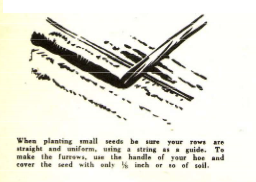 When planting small seeds be sure your rows are
straight and uniform, using a string as a guide. To
make the furrows, use the handle of your hoe and
cover the seed with only ⅛ inch or so of soil.